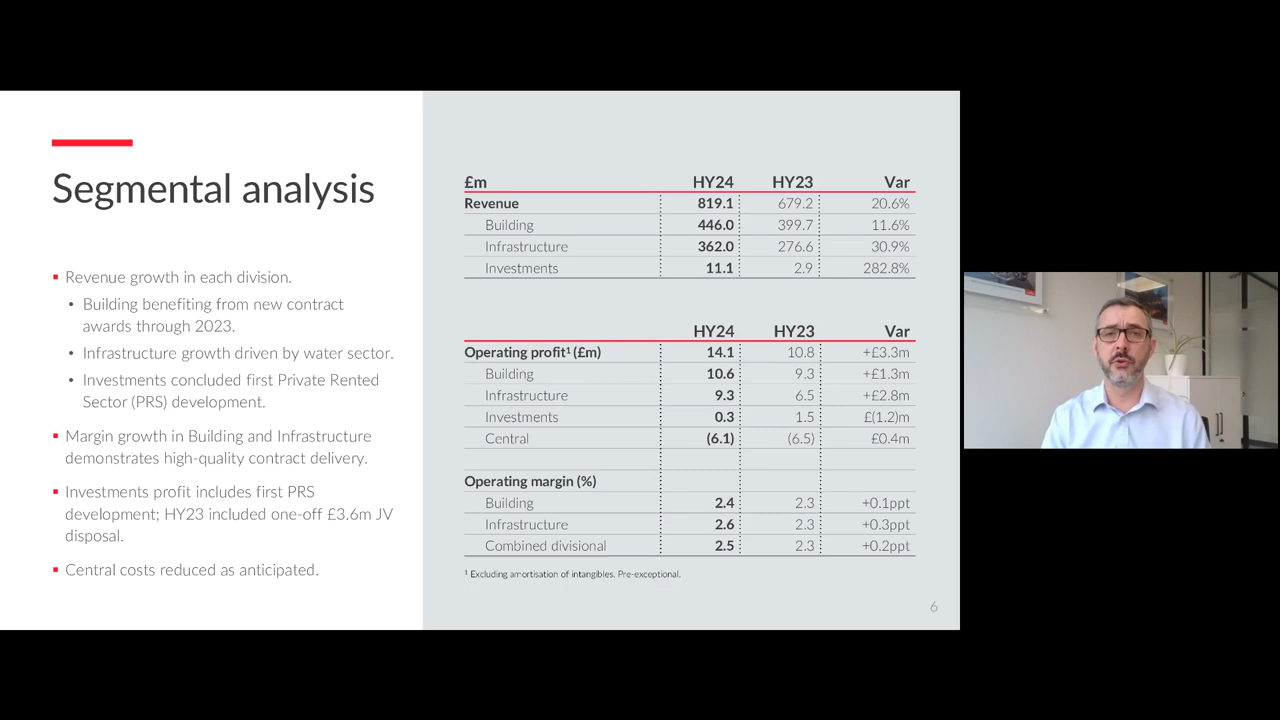 Segmental analysis
Revenue growth in each division.
Building benefiting from new contract
awards through 2023.
Infrastructure growth driven by water sector.
Investments concluded first Private Rented
Sector (PRS) development.
Margin growth in Building and Infrastructure
demonstrates high-quality contract delivery.
Investments profit includes first PRS
development; HY23 included one-off £3.6m JV
disposal.
Central costs reduced as anticipated.
£m HY24 HY23 Var
Revenue 819.1 679.2 20.6%
Building 446.0 399.7 11.6%
Infrastructure 362.0 276.6 30.9%
Investments 11.1 2.9 282.8%
HY24 HY23 Var
Operating profit¹ (£m) 14.1 10.8 +£3.3m
Building 10.6 9.3 +£1.3m
Infrastructure 9.3 6.5 +£2.8m
Investments 0.3 1.5 £(1.2)m
Central (6.1) (6.5) £0.4m
Operating margin (%)
Building 2.4 2.3 +0.1ppt
Infrastructure 2.6 2.3 +0.3ppt
Combined divisional 2.5 2.3 +0.2ppt
¹ Excluding amortisation of intangibles. Pre-exceptional.
6